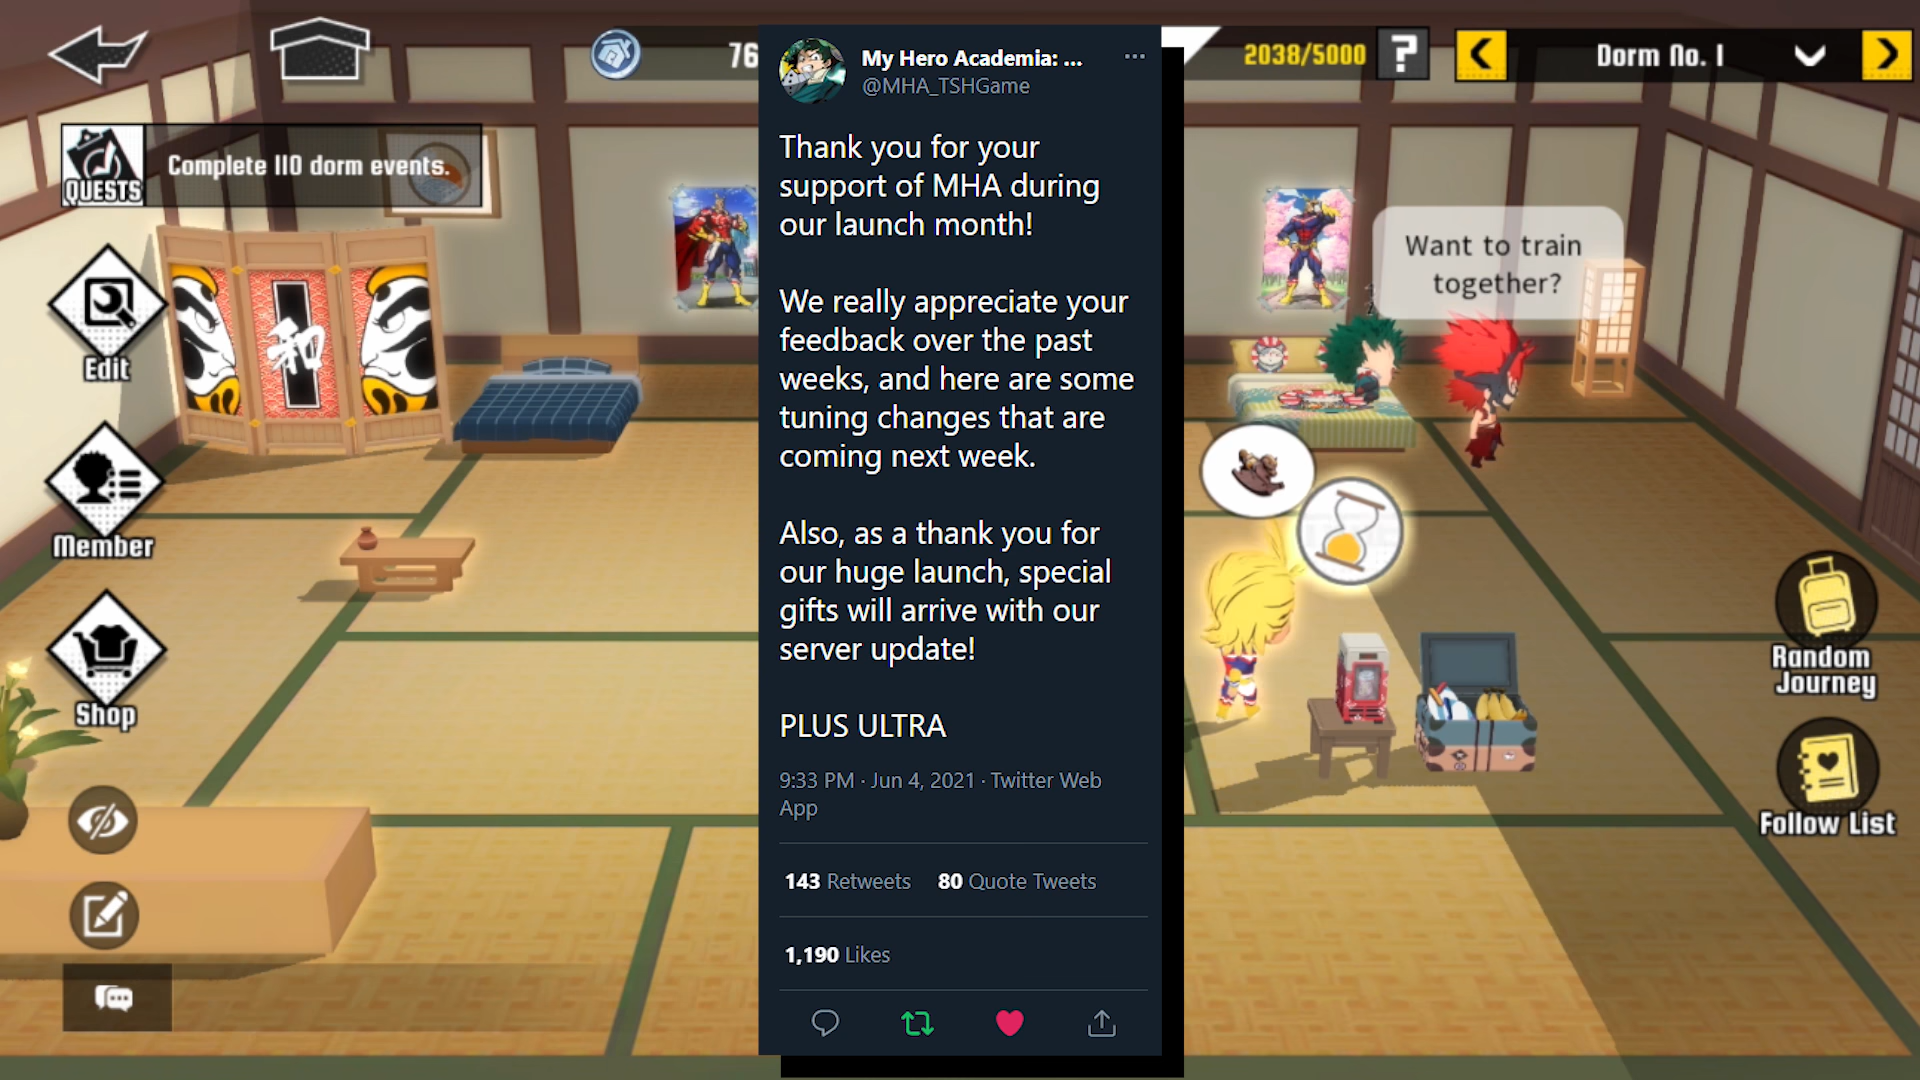 76
2038/5000
?
Dorm No. 1
QUESTS
Complete 110 dorm events.
和
Edit
Member
Shop
My Hero Academia: ...
@MHA_TSHGame
Thank you for your
support of MHA during
our launch month!
We really appreciate your
feedback over the past
weeks, and here are some
tuning changes that are
coming next week.
Also, as a thank you for
our huge launch, special
gifts will arrive with our
server update!
PLUS ULTRA
9:33 PM · Jun 4, 2021 · Twitter Web
App
143 Retweets 80 Quote Tweets
1,190 Likes
Want to train
together?
Random
Journey
Follow List